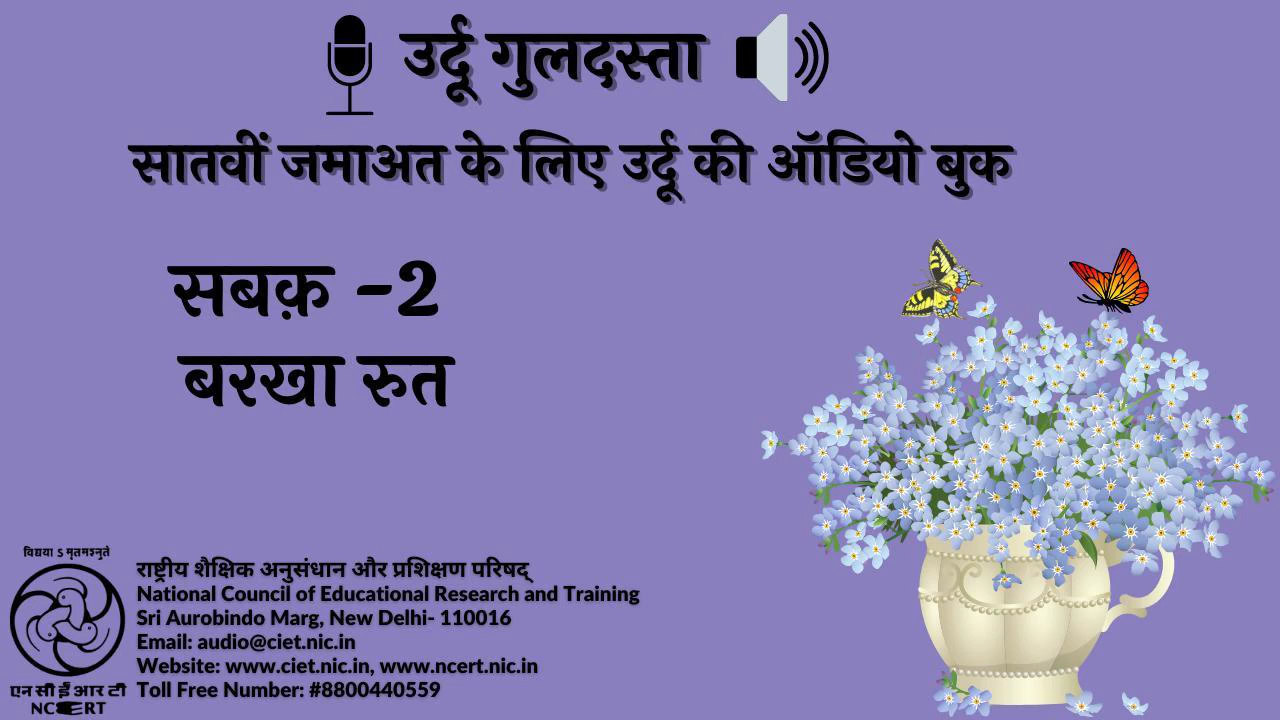 उर्दू गुलदस्ता
सातवीं जमाअत के लिए उर्दू की ऑडियो बुक
सबक़ -2
बरखा रुत
विद्यया ऽ मृतमश्नुते
एन सी ई आर टी
NCERT
राष्ट्रीय शैक्षिक अनुसंधान और प्रशिक्षण परिषद्
National Council of Educational Research and Training
Sri Aurobindo Marg, New Delhi- 110016
Email: audio@ciet.nic.in
Website: www.ciet.nic.in, www.ncert.nic.in
Toll Free Number: #8800440559